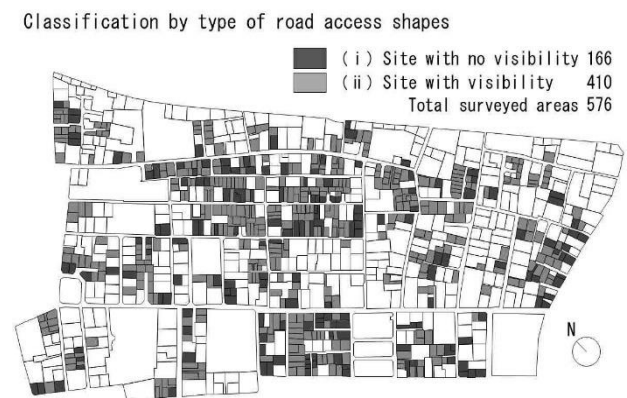 Classification by type of road access shapes
(i) Site with no visibility 166
(ii) Site with visibility 410
Total surveyed areas 576
N